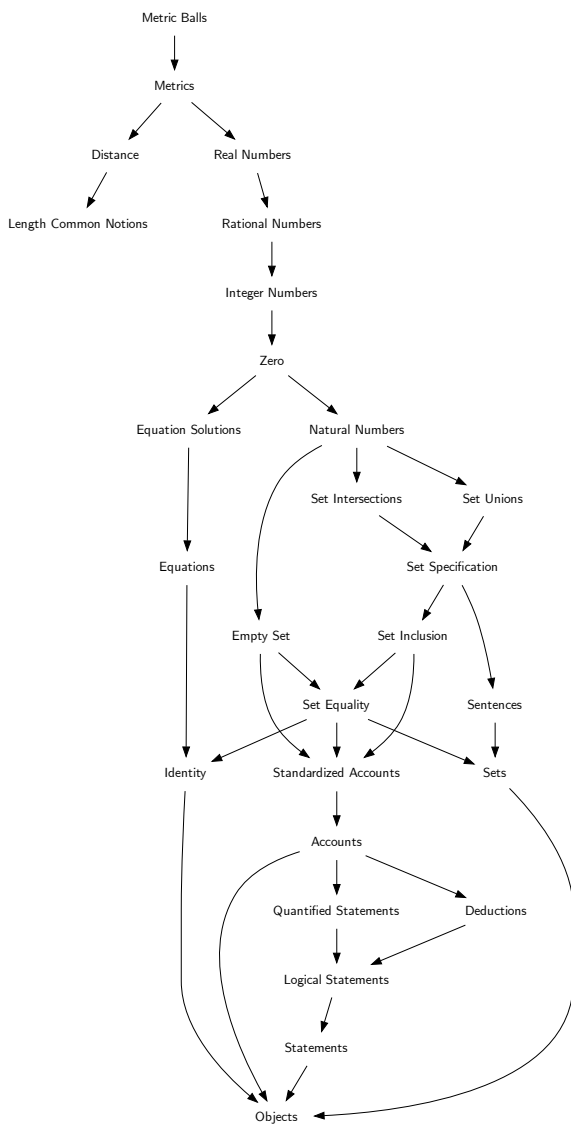 Metric Balls
Metrics
Distance
Real Numbers
Length Common Notions
Rational Numbers
Integer Numbers
Zero
Equation Solutions
Natural Numbers
Set Intersections
Set Unions
Equations
Set Specification
Empty Set
Set Inclusion
Set Equality
Sentences
Identity
Standardized Accounts
Sets
Accounts
Quantified Statements
Deductions
Logical Statements
Statements
Objects